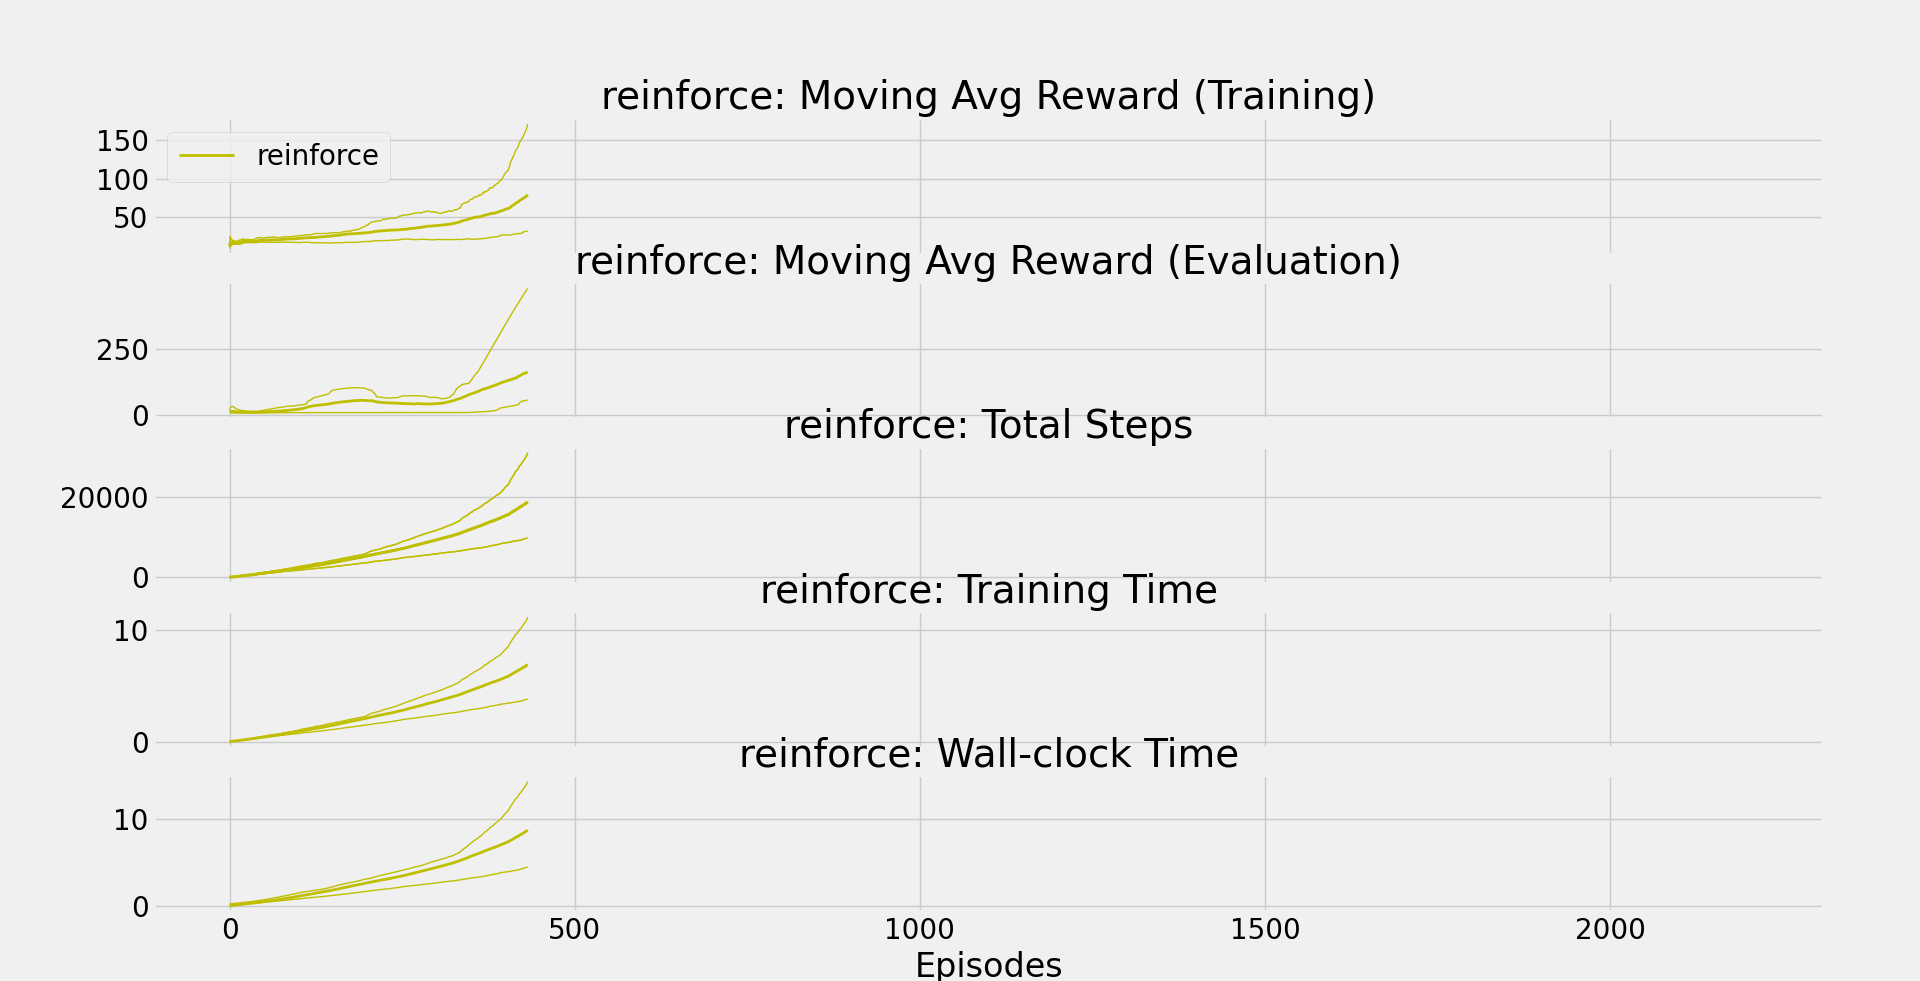 reinforce: Moving Avg Reward (Training)
150
100
50
reinforce
reinforce: Moving Avg Reward (Evaluation)
250
0
reinforce: Total Steps
20000
0
reinforce: Training Time
10
0
reinforce: Wall-clock Time
10
0
0 500 1000 1500 2000
Episodes